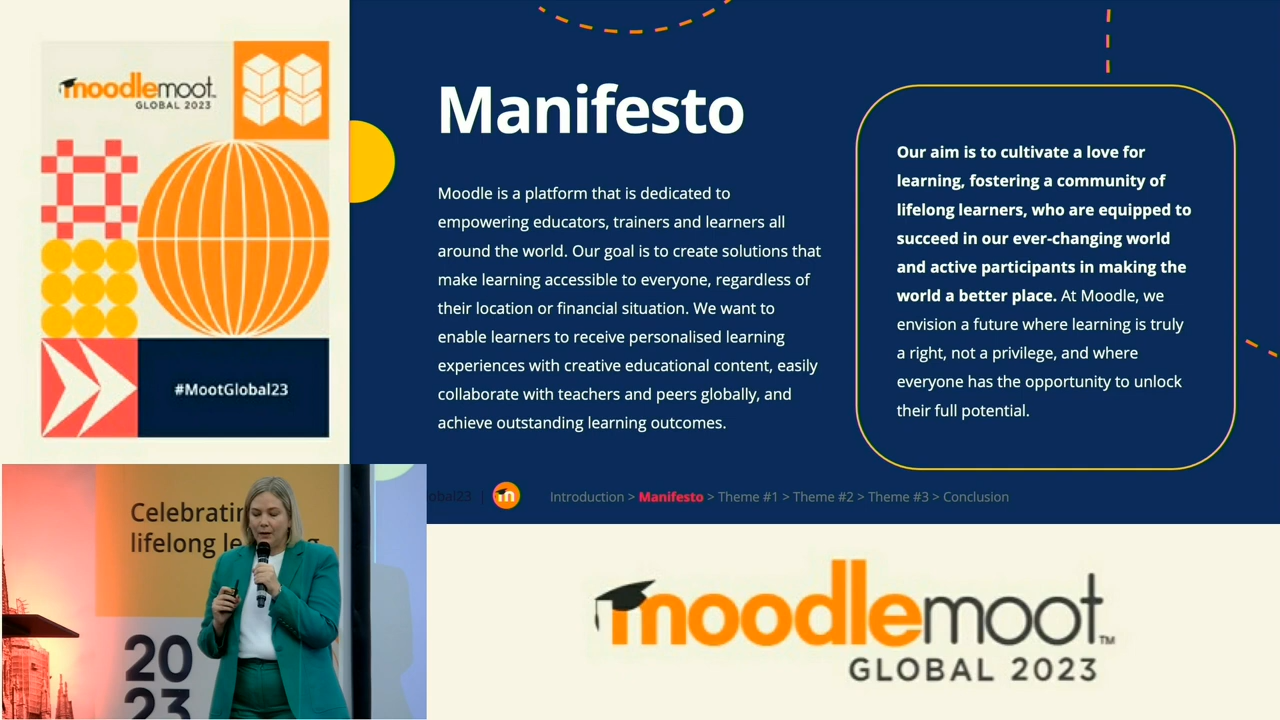 moodlemoot
GLOBAL 2023
#MootGlobal23
Manifesto
Moodle is a platform that is dedicated to
empowering educators, trainers and learners all
around the world. Our goal is to create solutions that
make learning accessible to everyone, regardless of
their location or financial situation. We want to
enable learners to receive personalised learning
experiences with creative educational content, easily
collaborate with teachers and peers globally, and
achieve outstanding learning outcomes.
Our aim is to cultivate a love for
learning, fostering a community of
lifelong learners, who are equipped to
succeed in our ever-changing world
and active participants in making the
world a better place. At Moodle, we
envision a future where learning is truly
a right, not a privilege, and where
everyone has the opportunity to unlock
their full potential.
obal23 | m
Introduction > Manifesto > Theme #1 > Theme #2 > Theme #3 > Conclusion
Celebratin
lifelong le g
20
23
moodlemoot™
GLOBAL 2023